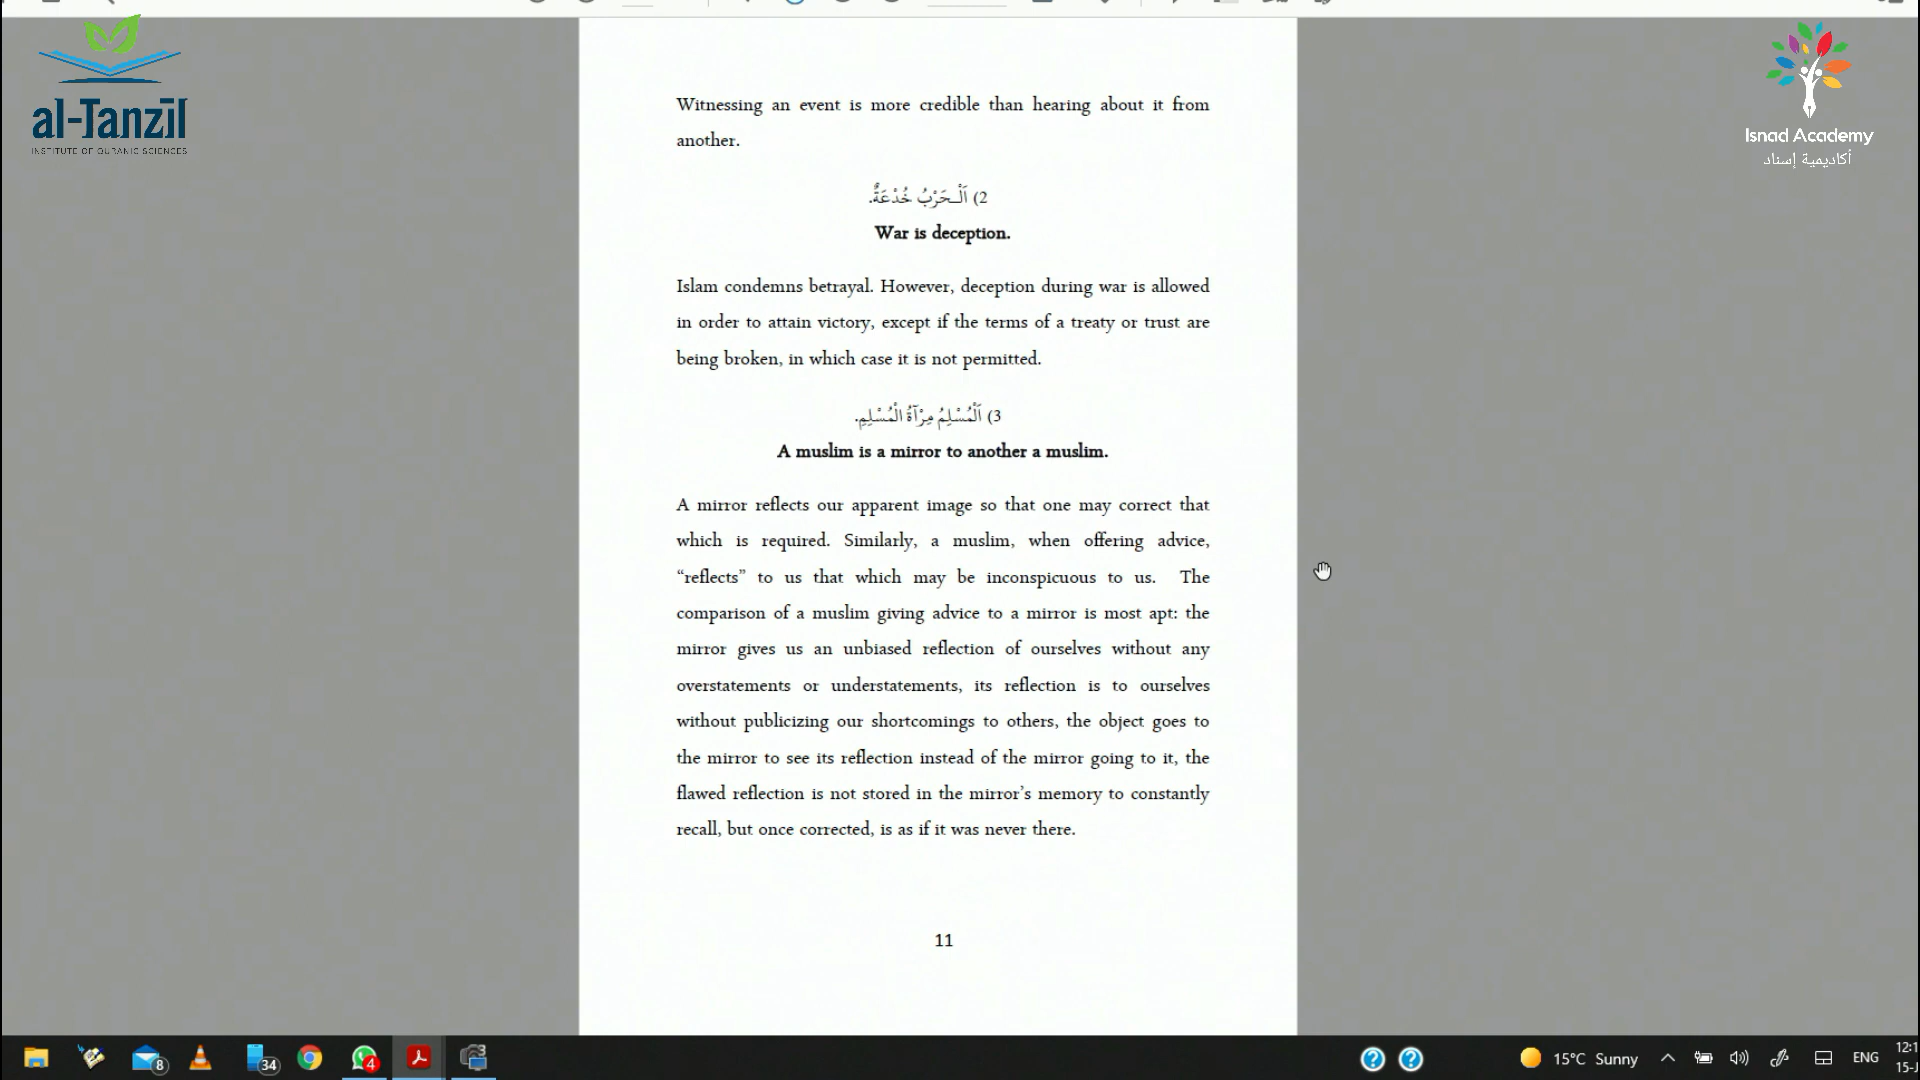 al-Tanzīl
INSTITUTE OF QURANIC SCIENCES
Isnad Academy
أكاديمية إسناد
Witnessing an event is more credible than hearing about it from
another.
2) اَلْـحَرْبُ خُدْعَةٌ.
War is deception.
Islam condemns betrayal. However, deception during war is allowed
in order to attain victory, except if the terms of a treaty or trust are
being broken, in which case it is not permitted.
3) اَلْمُسْلِمُ مِرْآةُ الْمُسْلِمِ.
A muslim is a mirror to another a muslim.
A mirror reflects our apparent image so that one may correct that
which is required. Similarly, a muslim, when offering advice,
“reflects” to us that which may be inconspicuous to us. The
comparison of a muslim giving advice to a mirror is most apt: the
mirror gives us an unbiased reflection of ourselves without any
overstatements or understatements, its reflection is to ourselves
without publicizing our shortcomings to others, the object goes to
the mirror to see its reflection instead of the mirror going to it, the
flawed reflection is not stored in the mirror’s memory to constantly
recall, but once corrected, is as if it was never there.
11
8
34
4
15°C Sunny
ENG
12:1
15-J